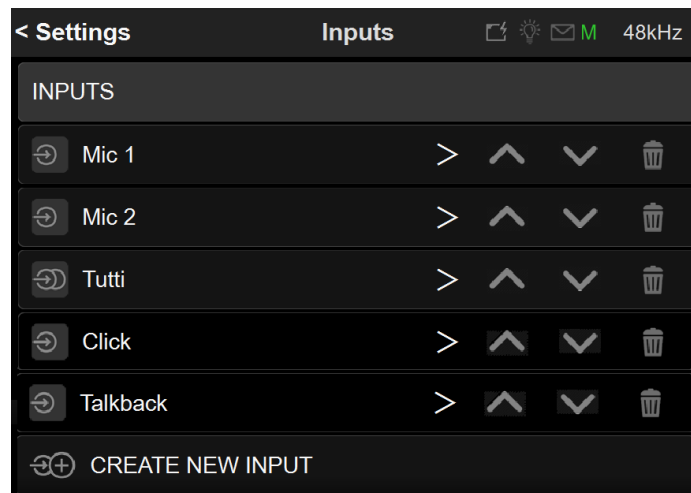 < Settings Inputs M 48kHz
INPUTS
Mic 1 >
Mic 2 >
Tutti >
Click >
Talkback >
CREATE NEW INPUT